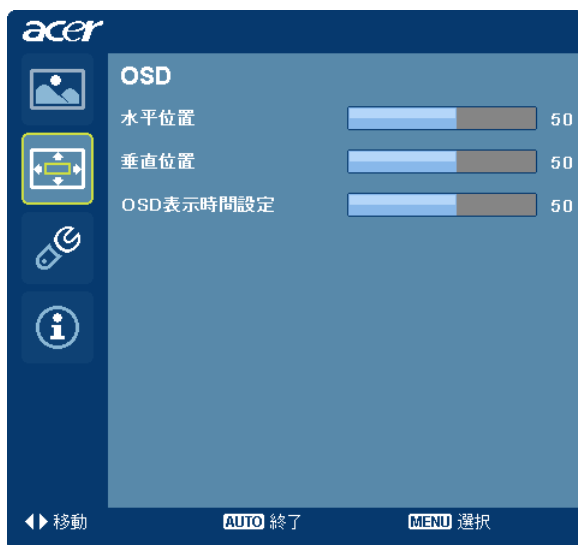 acer
OSD
水平位置 50
垂直位置 50
OSD表示時間設定 50
移動 AUTO 終了 MENU 選択